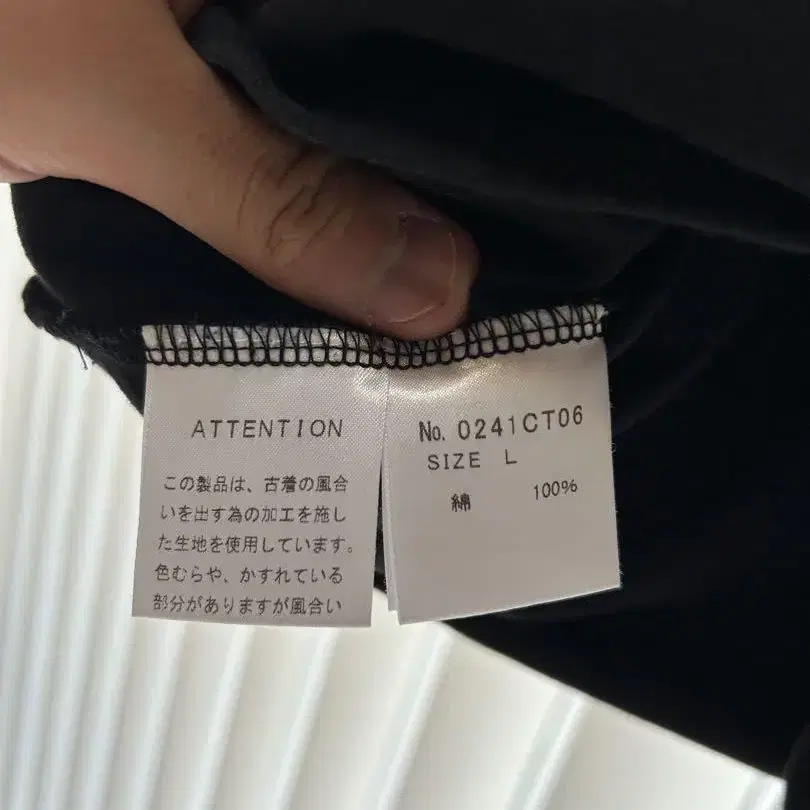 ATTENTION
この製品は、古着の風合
いを出す為の加工を施し
た生地を使用しています。
色むらや、かすれている
部分がありますが風合い
No. 0241CT06
SIZE L
綿 100%